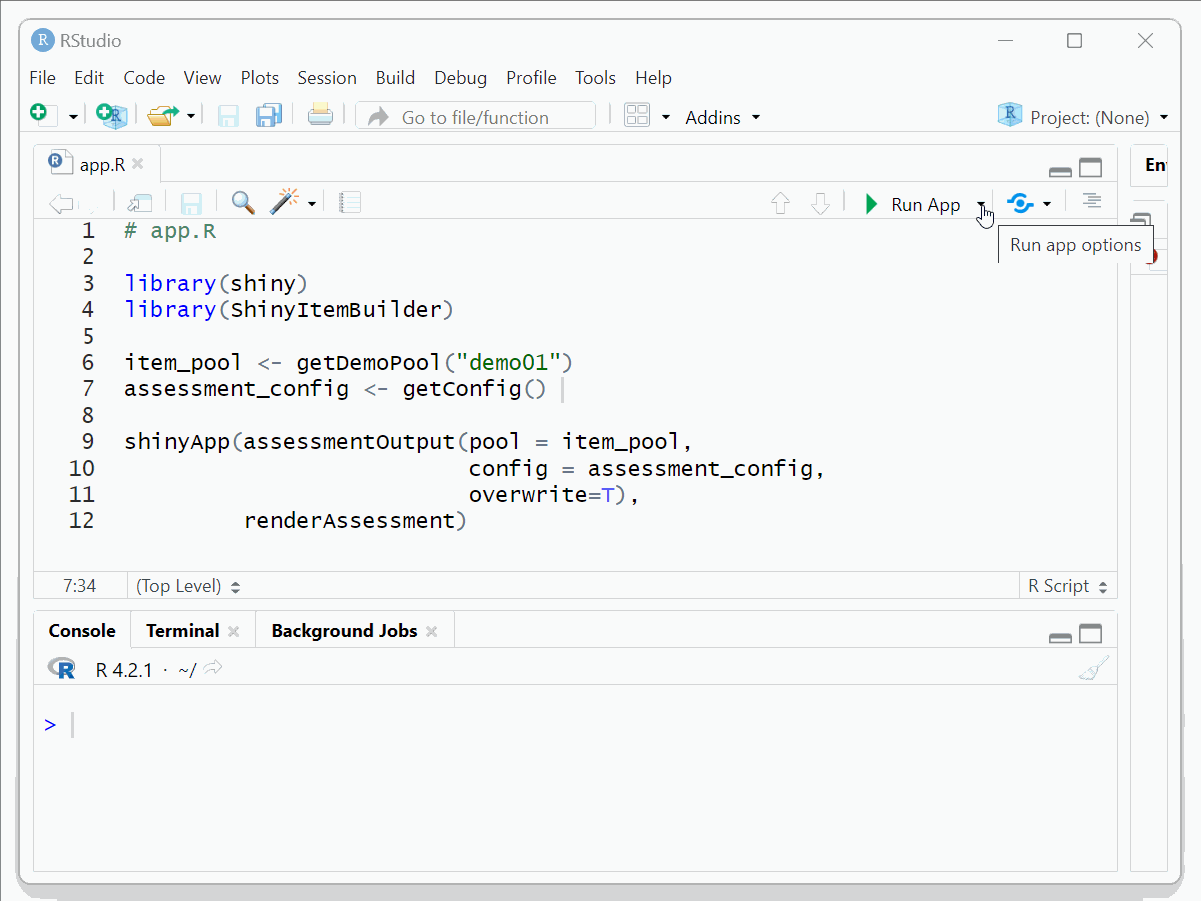 RStudio
File Edit Code View Plots Session Build Debug Profile Tools Help
R Go to file/function Addins R Project: (None)
R app.R En
Run App
Run app options
1 # app.R
2
3 library(shiny)
4 library(ShinyItemBuilder)
5
6 item_pool <- getDemoPool("demo01")
7 assessment_config <- getConfig()
8
9 shinyApp(assessmentOutput(pool = item_pool,
10 config = assessment_config,
11 overwrite=T),
12 renderAssessment)
7:34 (Top Level) R Script
Console Terminal Background Jobs
R R 4.2.1 · ~/
>